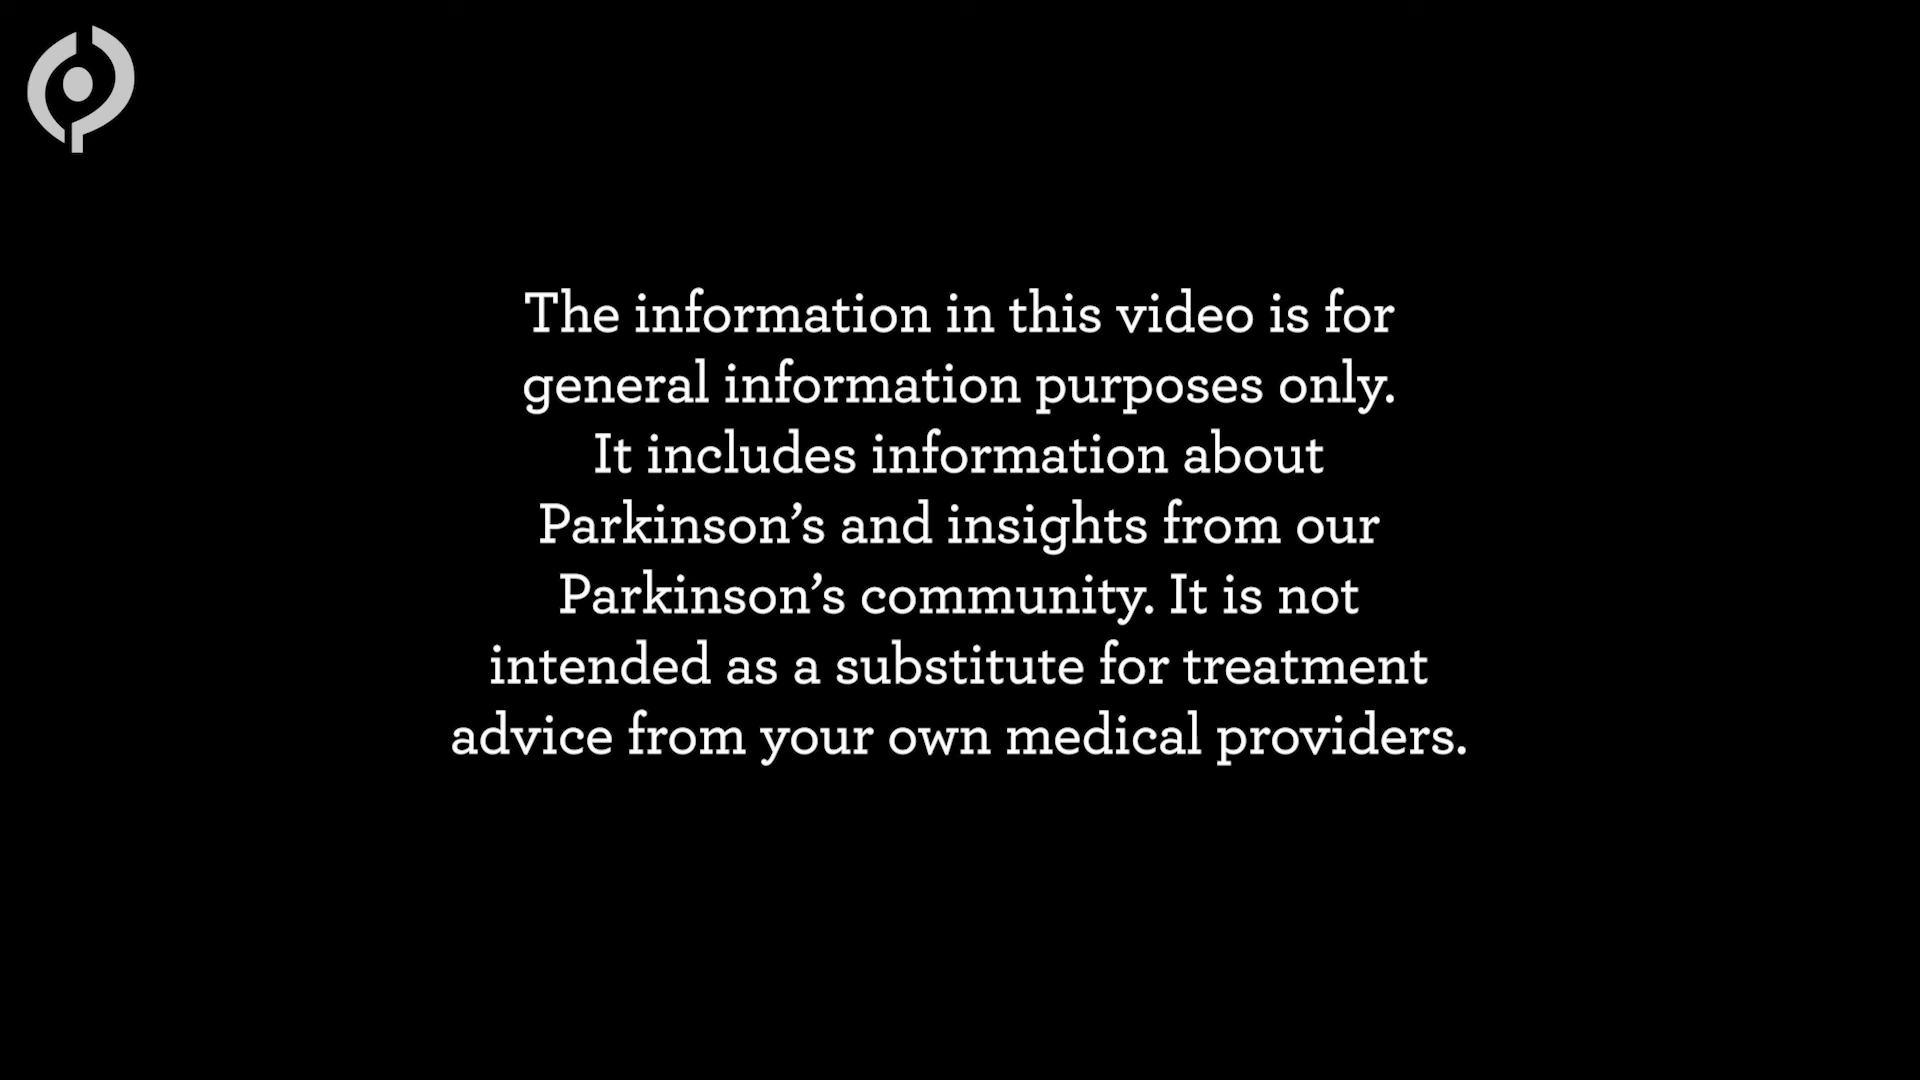 The information in this video is for
general information purposes only.
It includes information about
Parkinson’s and insights from our
Parkinson’s community. It is not
intended as a substitute for treatment
advice from your own medical providers.